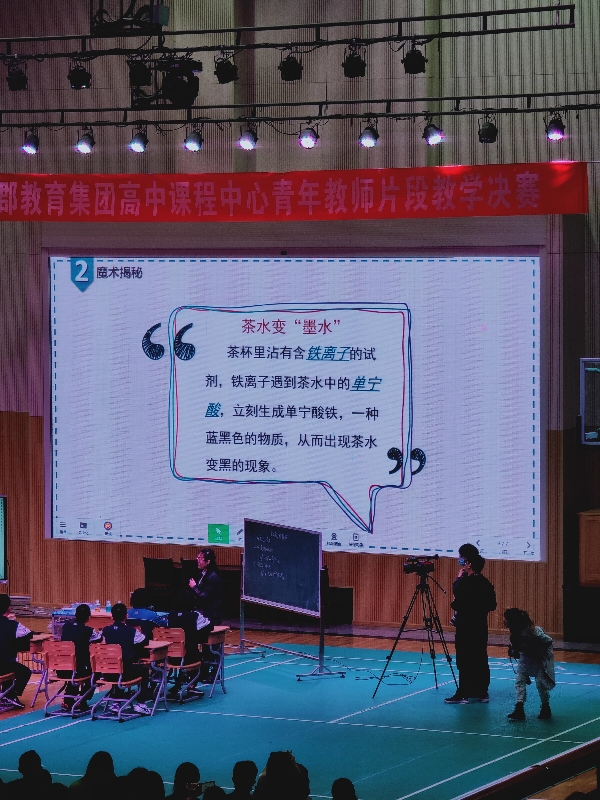 郡教育集团高中课程中心青年教师片段教学决赛
2 魔术揭秘
茶水变“墨水”
茶杯里沾有含铁离子的试
剂，铁离子遇到茶水中的单宁
酸，立刻生成单宁酸铁，一种
蓝黑色的物质，从而出现茶水
变黑的现象。